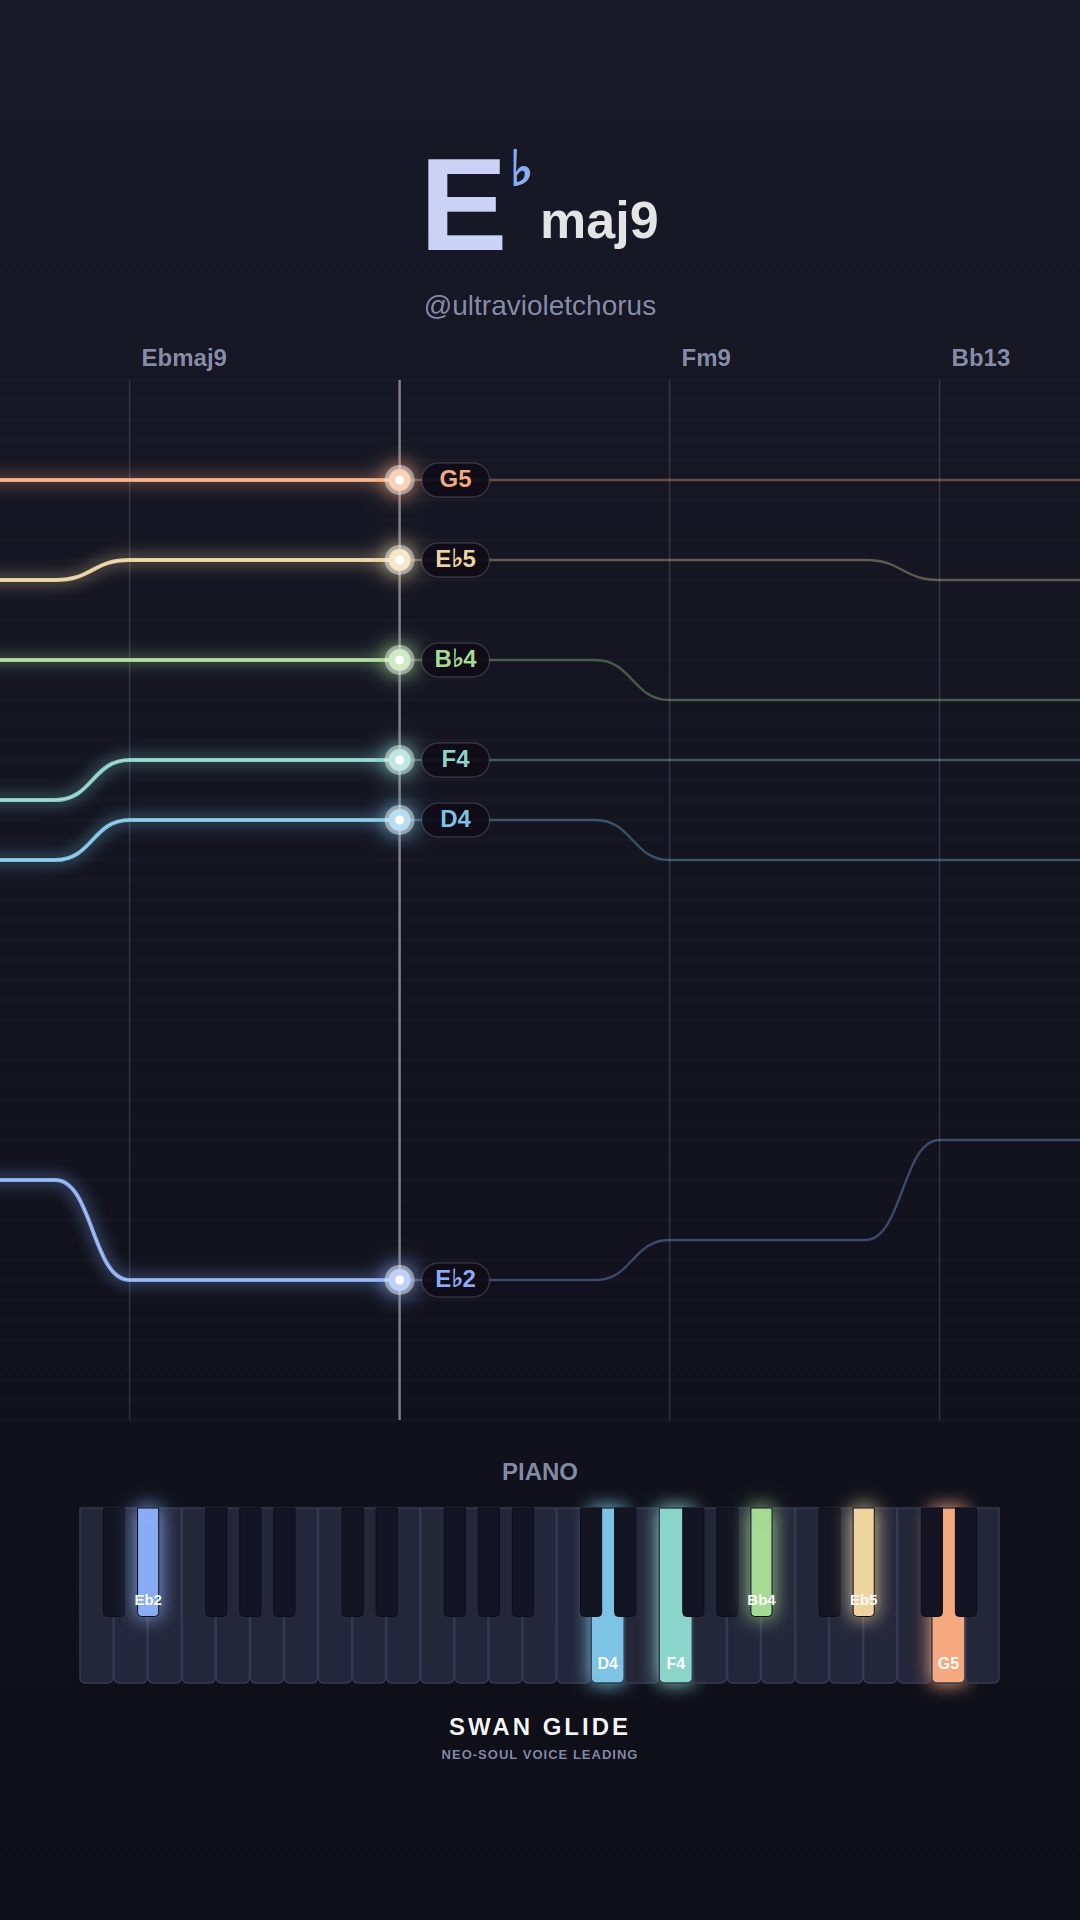 E♭maj9
@ultravioletchorus
Ebmaj9 Fm9 Bb13
G5
E♭5
B♭4
F4
D4
E♭2
PIANO
Eb2 Bb4 Eb5
D4 F4 G5
SWAN GLIDE
NEO-SOUL VOICE LEADING